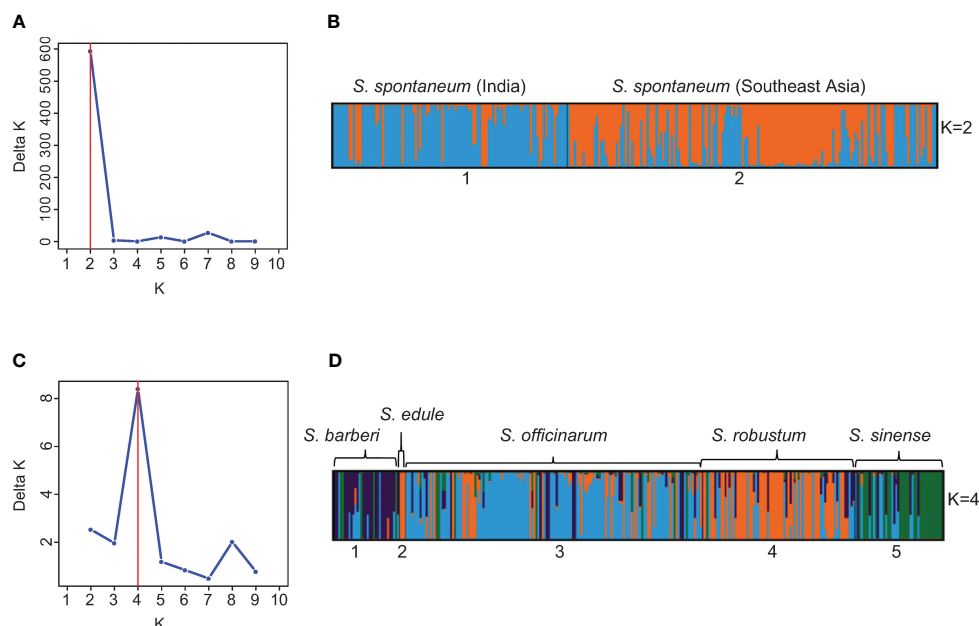 A
600
500
400
300
200
100
0
Delta K
1 2 3 4 5 6 7 8 9 10
K
B
S. spontaneum (India) S. spontaneum (Southeast Asia)
K=2
1 2
C
8
6
4
2
Delta K
1 2 3 4 5 6 7 8 9 10
K
D
S. edule
S. barberi S. officinarum S. robustum S. sinense
K=4
1 2 3 4 5